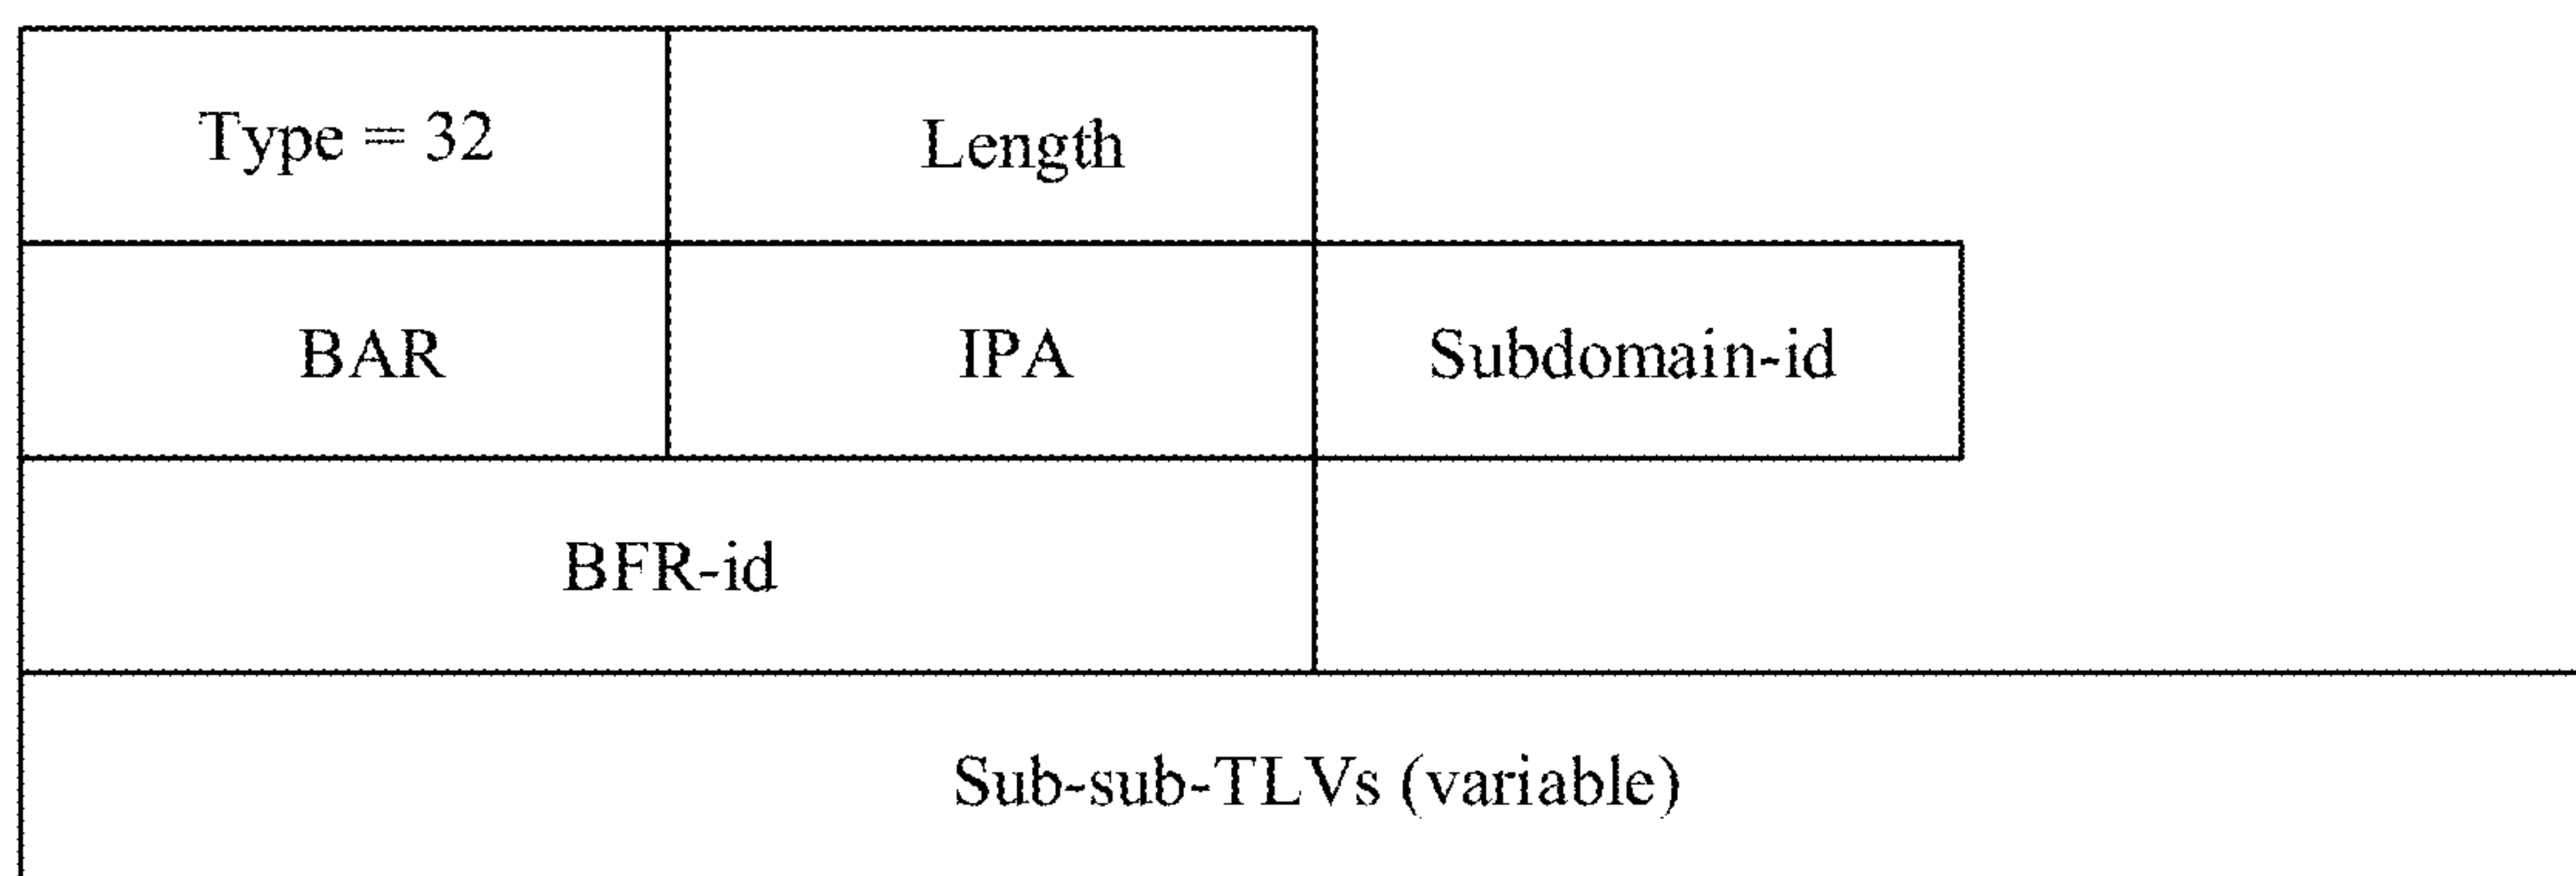 Type = 32
Length
BAR
IPA
Subdomain-id
BFR-id
Sub-sub-TLVs (variable)